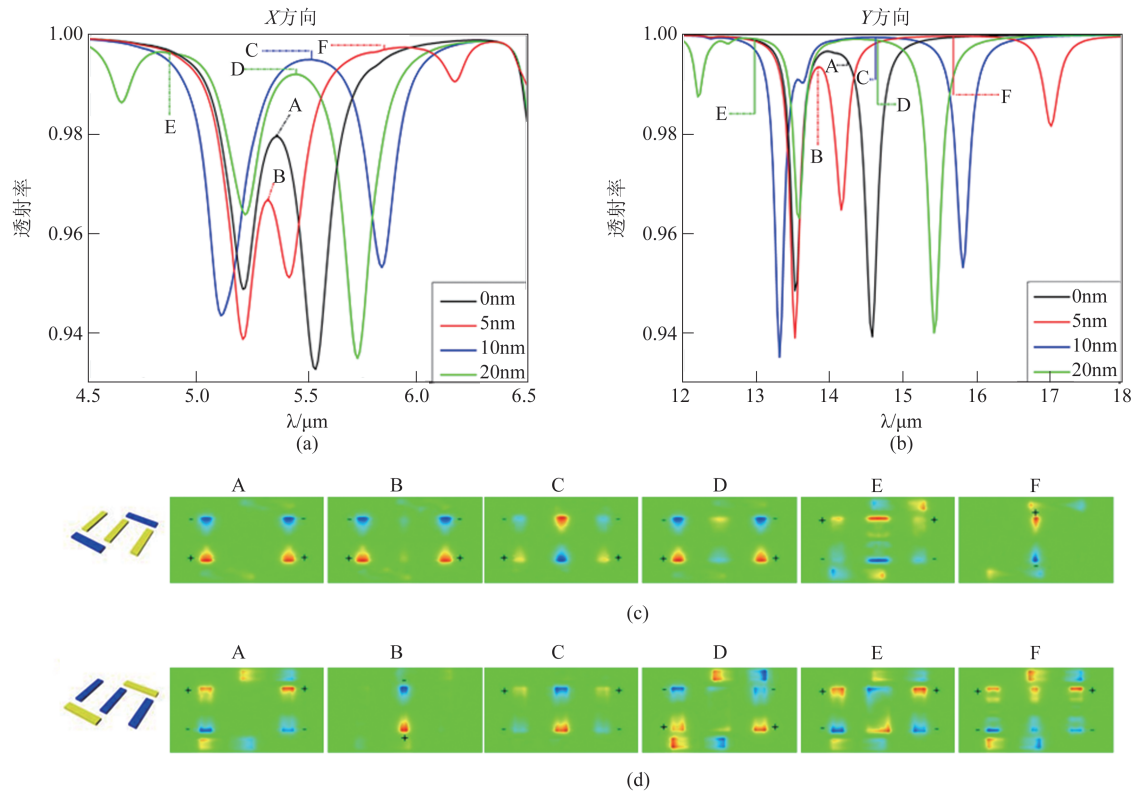 X方向
1.00
0.98
0.96
0.94
透射率
C
F
D
A
E
B
0nm
5nm
10nm
20nm
4.5
5.0
5.5
6.0
6.5
λ/μm
(a)
Y方向
1.00
0.98
0.96
0.94
透射率
A
C
E
D
F
B
0nm
5nm
10nm
20nm
12
13
14
15
16
17
18
λ/μm
(b)
A B C D E F
- - - - - - + + +
+ + + + + + + + - - -
(c)
A B C D E F
+ + - + - - + + + +
- - + - + + - - - -
(d)